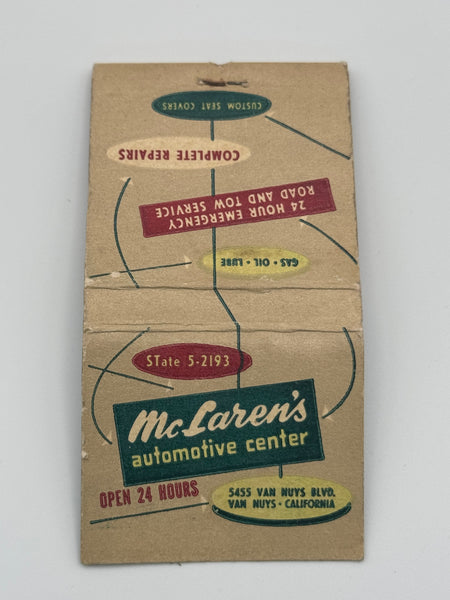 CUSTOM SEAT COVERS
COMPLETE REPAIRS
24 HOUR EMERGENCY
ROAD AND TOW SERVICE
GAS • OIL • LUBE
STate 5-2193
McLaren's
automotive center
OPEN 24 HOURS
5455 VAN NUYS BLVD.
VAN NUYS • CALIFORNIA